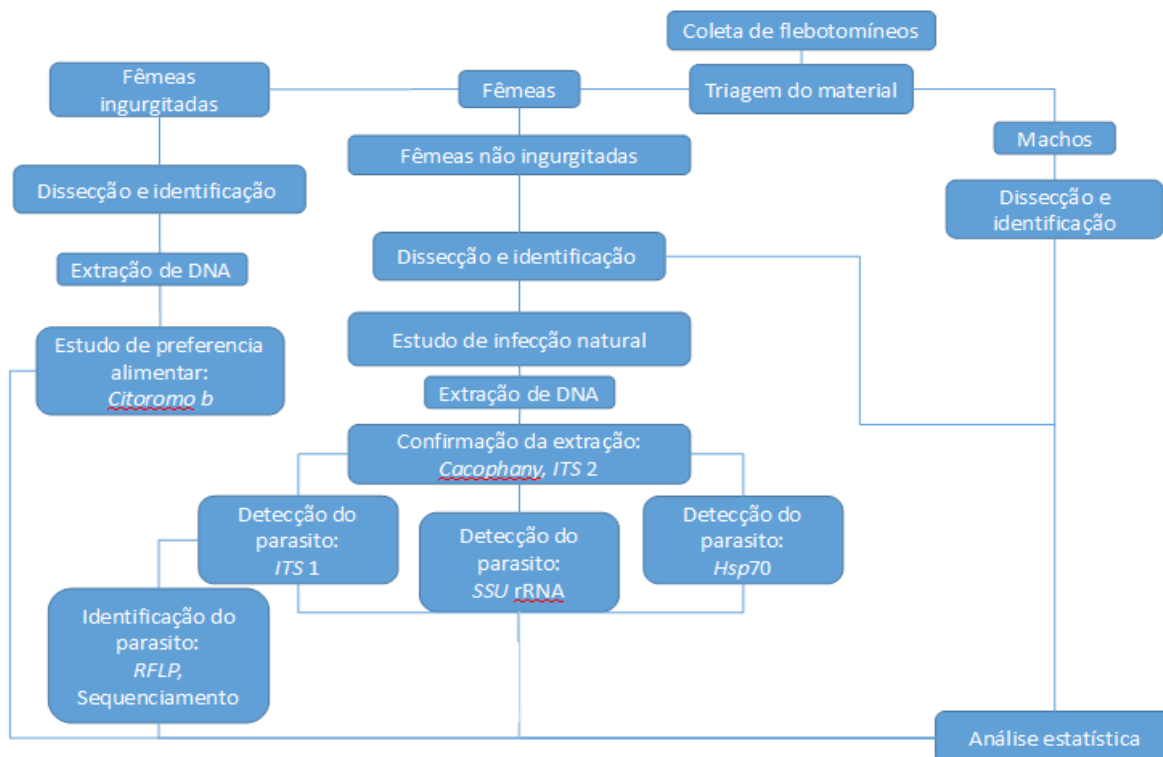 Coleta de flebotomíneos
Triagem do material
Fêmeas
ingurgitadas
Fêmeas
Machos
Fêmeas não ingurgitadas
Dissecção e identificação
Dissecção e
identificação
Dissecção e identificação
Extração de DNA
Estudo de preferencia
alimentar:
Citoromo b
Estudo de infecção natural
Extração de DNA
Confirmação da extração:
Cacophany, ITS 2
Detecção do
parasito:
ITS 1
Detecção do
parasito:
SSU rRNA
Detecção do
parasito:
Hsp70
Identificação do
parasito:
RFLP,
Sequenciamento
Análise estatística